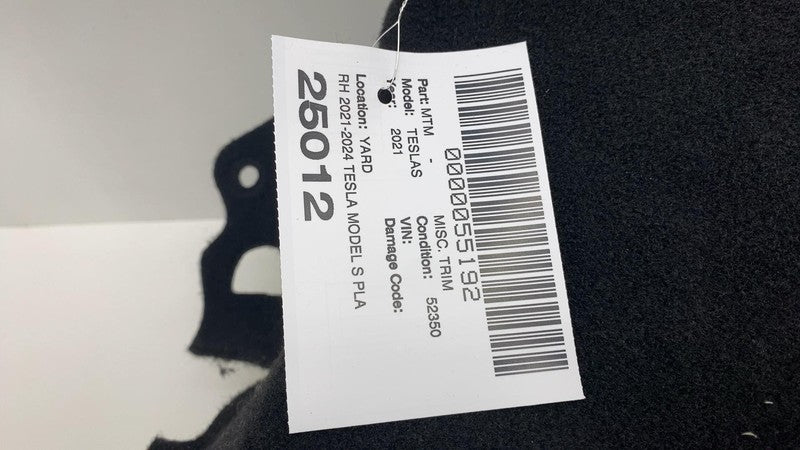 0000055192
Part: MTM - MISC. TRIM
Model: TESLAS Condition: 52350
Year: 2021 VIN:
Damage Code:
Location: YARD
RH 2021-2024 TESLA MODEL S PLA
25012